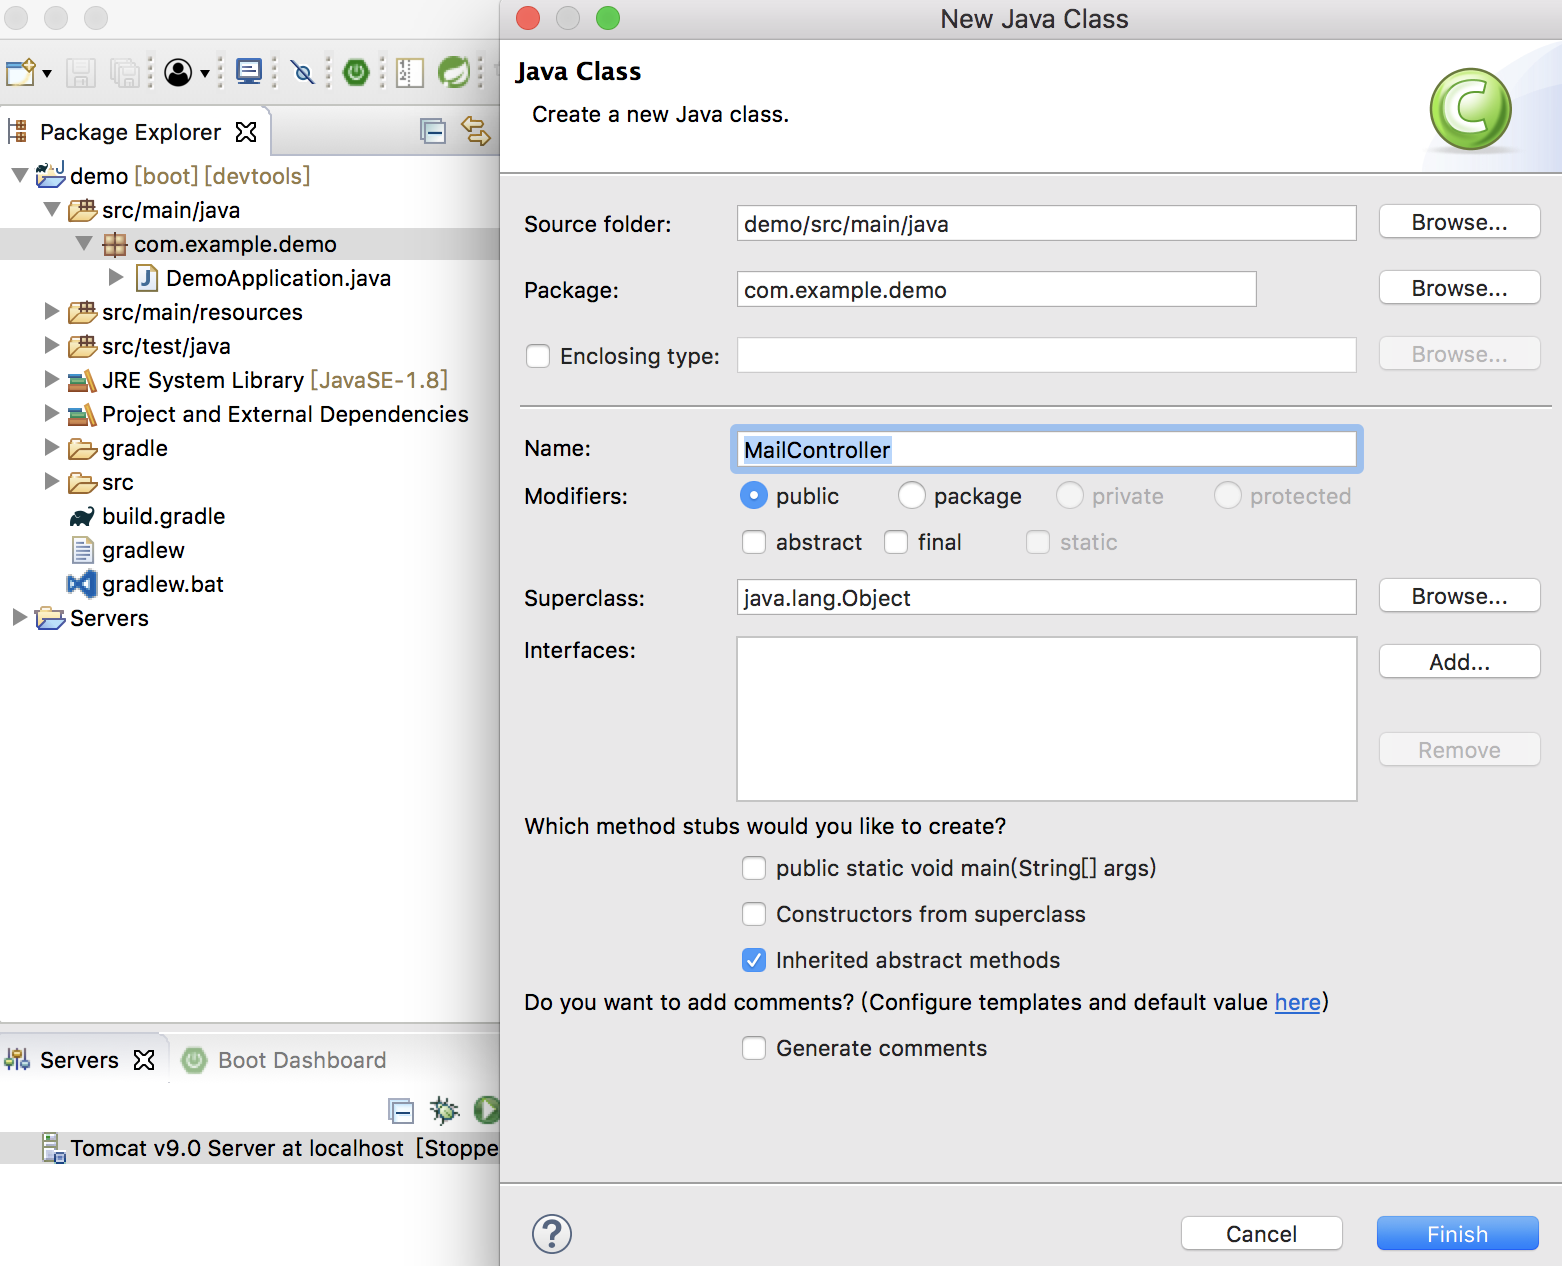 New Java Class
Java Class
Create a new Java class.
Package Explorer
demo [boot] [devtools]
src/main/java
com.example.demo
DemoApplication.java
src/main/resources
src/test/java
JRE System Library [JavaSE-1.8]
Project and External Dependencies
gradle
src
build.gradle
gradlew
gradlew.bat
Servers
Source folder: demo/src/main/java Browse...
Package: com.example.demo Browse...
Enclosing type: Browse...
Name: MailController
Modifiers: public package private protected
abstract final static
Superclass: java.lang.Object Browse...
Interfaces: Add...
Remove
Which method stubs would you like to create?
public static void main(String[] args)
Constructors from superclass
Inherited abstract methods
Do you want to add comments? (Configure templates and default value here)
Generate comments
Servers Boot Dashboard
Tomcat v9.0 Server at localhost [Stoppe
? Cancel Finish